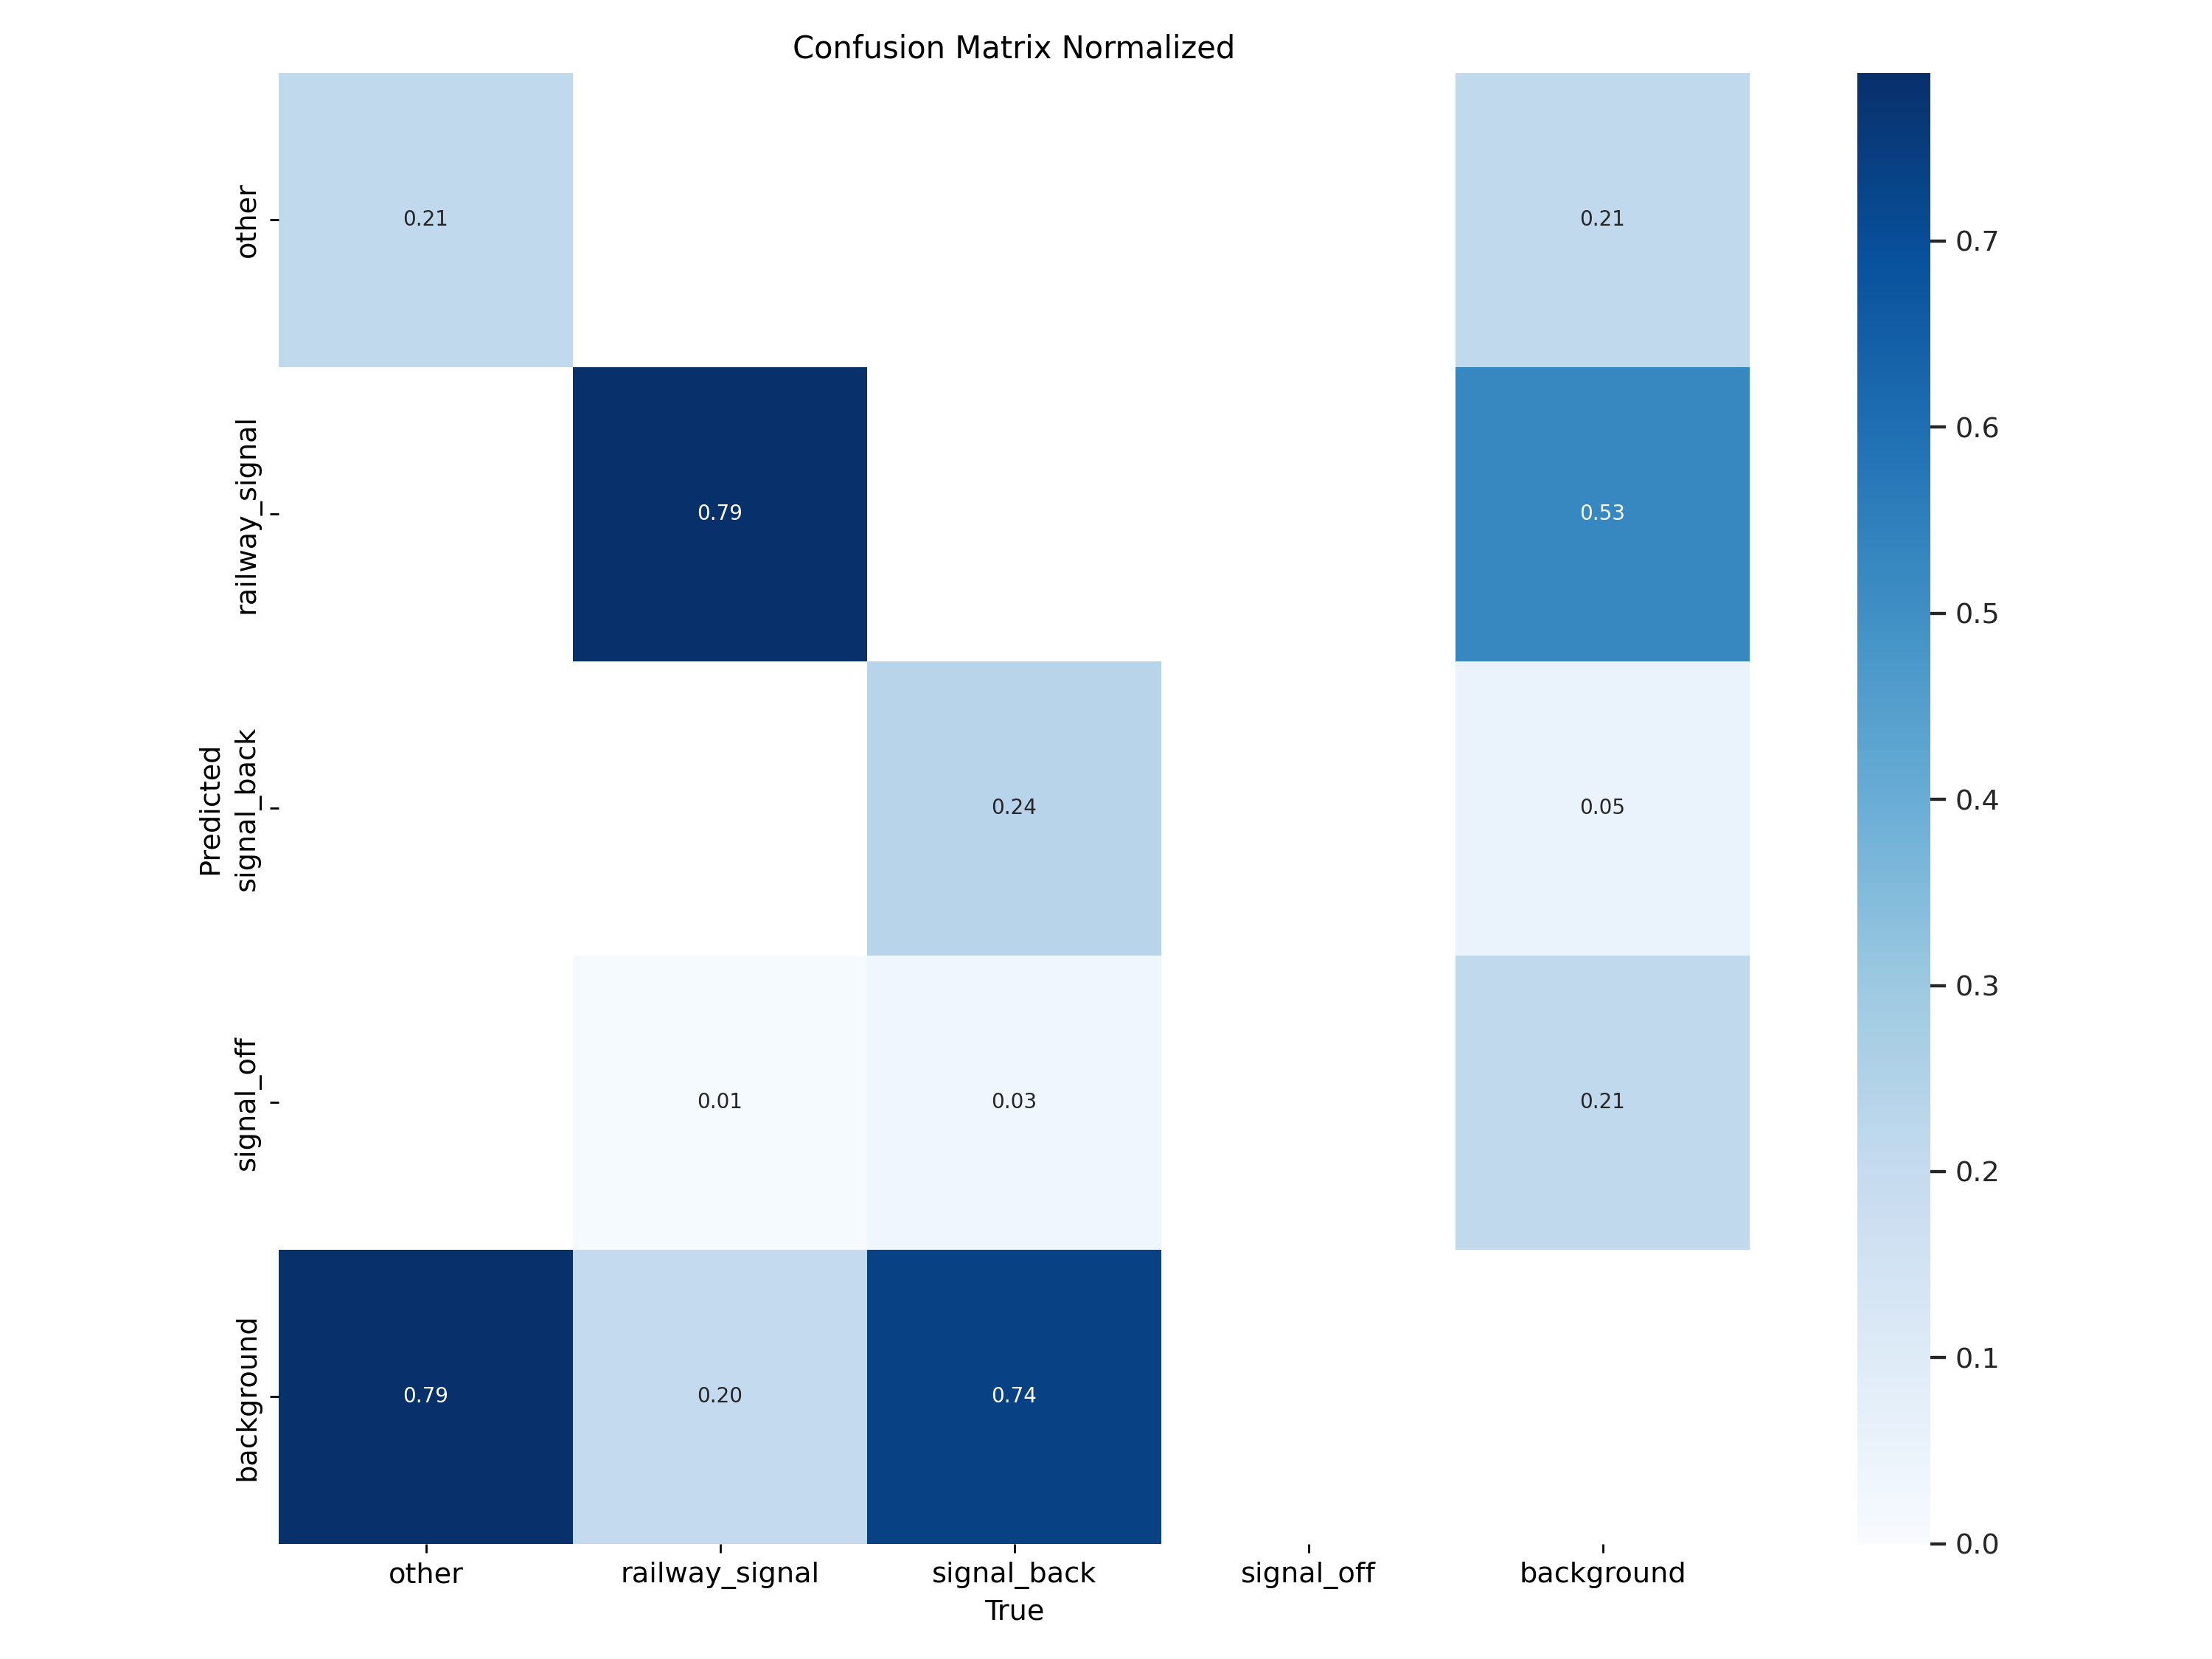 Confusion Matrix Normalized
other
0.21
0.21
railway_signal
0.79
0.53
Predicted
signal_back
0.24
0.05
signal_off
0.01
0.03
0.21
background
0.79
0.20
0.74
other
railway_signal
signal_back
signal_off
background
True
0.7
0.6
0.5
0.4
0.3
0.2
0.1
0.0